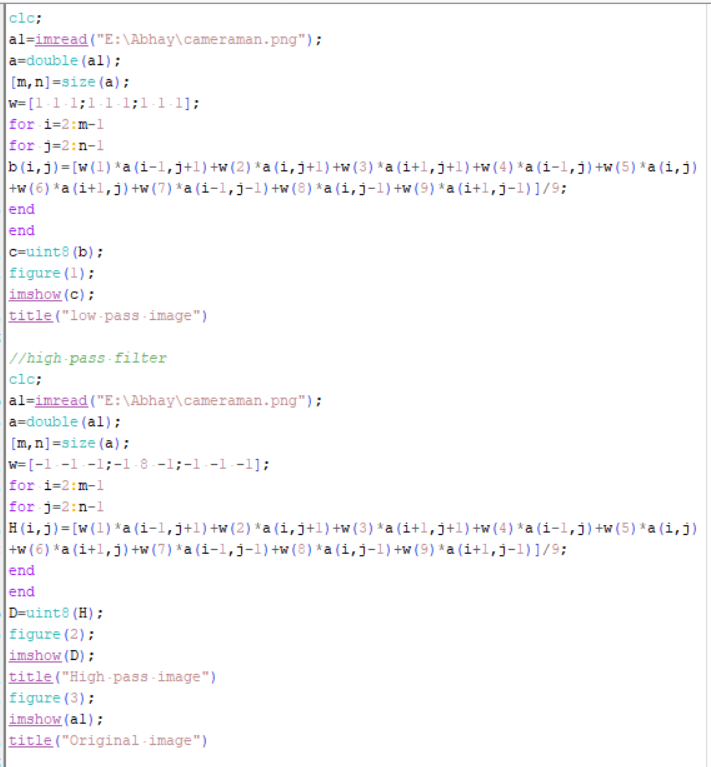 clc;
a1=imread("E:\Abhay\cameraman.png");
a=double(a1);
[m,n]=size(a);
w=[1 1 1;1 1 1;1 1 1];
for i=2:m-1
for j=2:n-1
b(i,j)=[w(1)*a(i-1,j+1)+w(2)*a(i,j+1)+w(3)*a(i+1,j+1)+w(4)*a(i-1,j)+w(5)*a(i,j)
+w(6)*a(i+1,j)+w(7)*a(i-1,j-1)+w(8)*a(i,j-1)+w(9)*a(i+1,j-1)]/9;
end
end
c=uint8(b);
figure(1);
imshow(c);
title("low pass image")
//high pass filter
clc;
a1=imread("E:\Abhay\cameraman.png");
a=double(a1);
[m,n]=size(a);
w=[-1 -1 -1;-1 8 -1;-1 -1 -1];
for i=2:m-1
for j=2:n-1
H(i,j)=[w(1)*a(i-1,j+1)+w(2)*a(i,j+1)+w(3)*a(i+1,j+1)+w(4)*a(i-1,j)+w(5)*a(i,j)
+w(6)*a(i+1,j)+w(7)*a(i-1,j-1)+w(8)*a(i,j-1)+w(9)*a(i+1,j-1)]/9;
end
end
D=uint8(H);
figure(2);
imshow(D);
title("High pass image")
figure(3);
imshow(a1);
title("Original image")